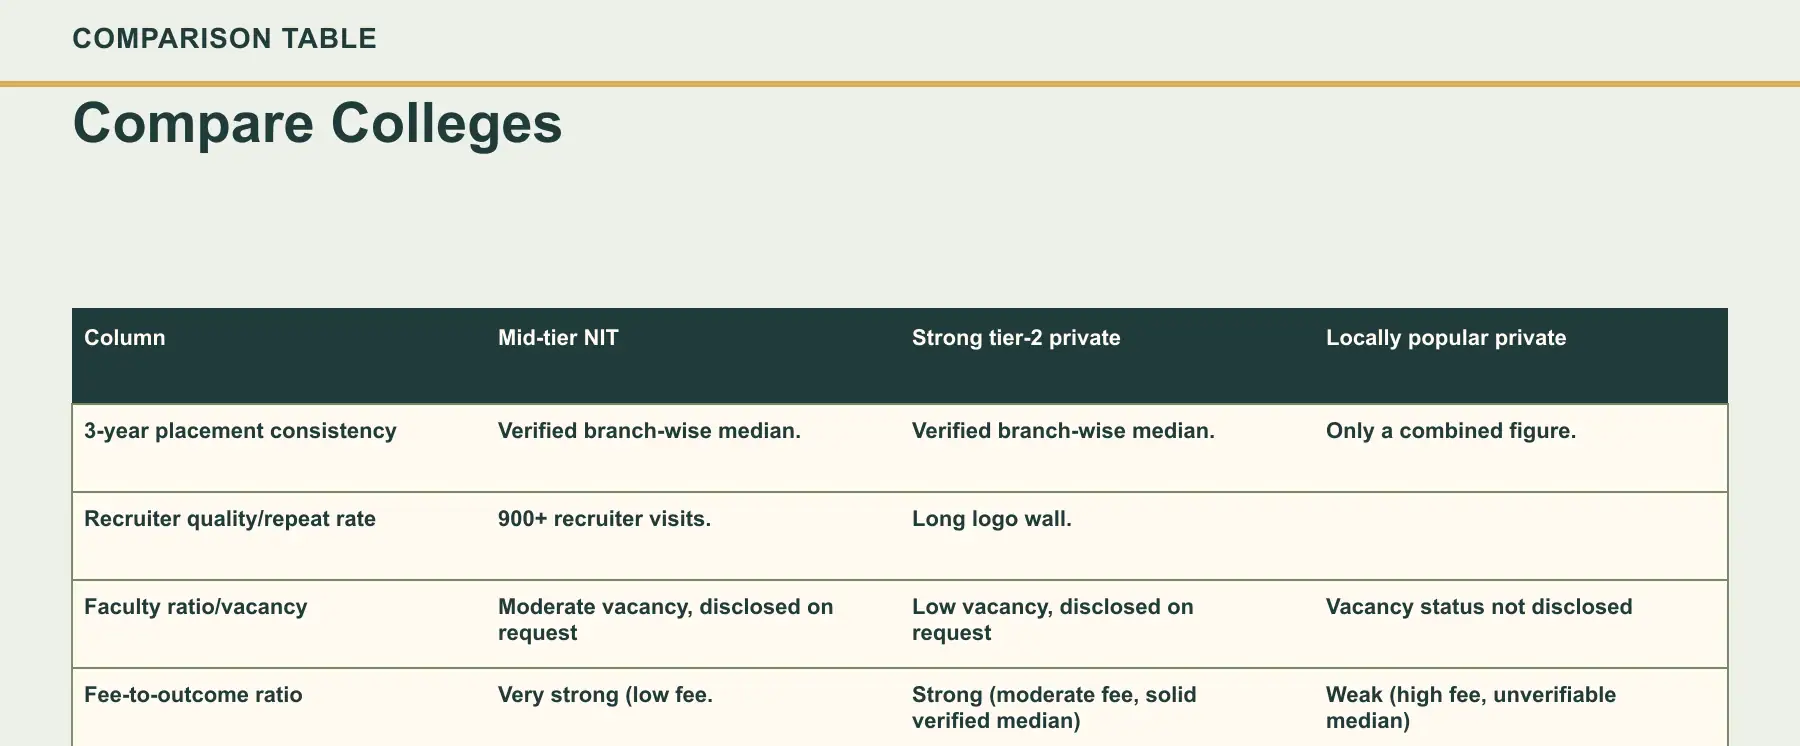 COMPARISON TABLE
Compare Colleges
Column Mid-tier NIT Strong tier-2 private Locally popular private
3-year placement consistency Verified branch-wise median. Verified branch-wise median. Only a combined figure.
Recruiter quality/repeat rate 900+ recruiter visits. Long logo wall.
Faculty ratio/vacancy Moderate vacancy, disclosed on Low vacancy, disclosed on Vacancy status not disclosed
request request
Fee-to-outcome ratio Very strong (low fee. Strong (moderate fee, solid Weak (high fee, unverifiable
verified median) median)